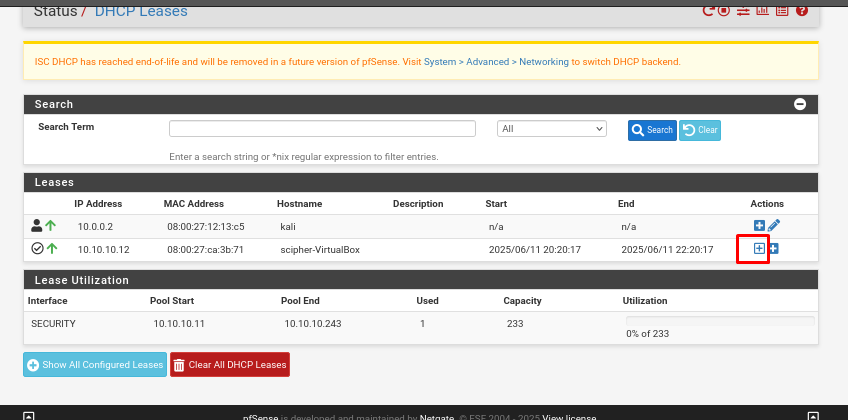 Status / DHCP Leases
ISC DHCP has reached end-of-life and will be removed in a future version of pfSense. Visit System > Advanced > Networking to switch DHCP backend.
Search
Search Term All Search Clear
Enter a search string or *nix regular expression to filter entries.
Leases
IP Address MAC Address Hostname Description Start End Actions
10.0.0.2 08:00:27:12:13:c5 kali n/a n/a
10.10.10.12 08:00:27:ca:3b:71 scipher-VirtualBox 2025/06/11 20:20:17 2025/06/11 22:20:17
Lease Utilization
Interface Pool Start Pool End Used Capacity Utilization
SECURITY 10.10.10.11 10.10.10.243 1 233
0% of 233
Show All Configured Leases Clear All DHCP Leases
pfSense is developed and maintained by Netgate. © ESF 2004 - 2025 View license.